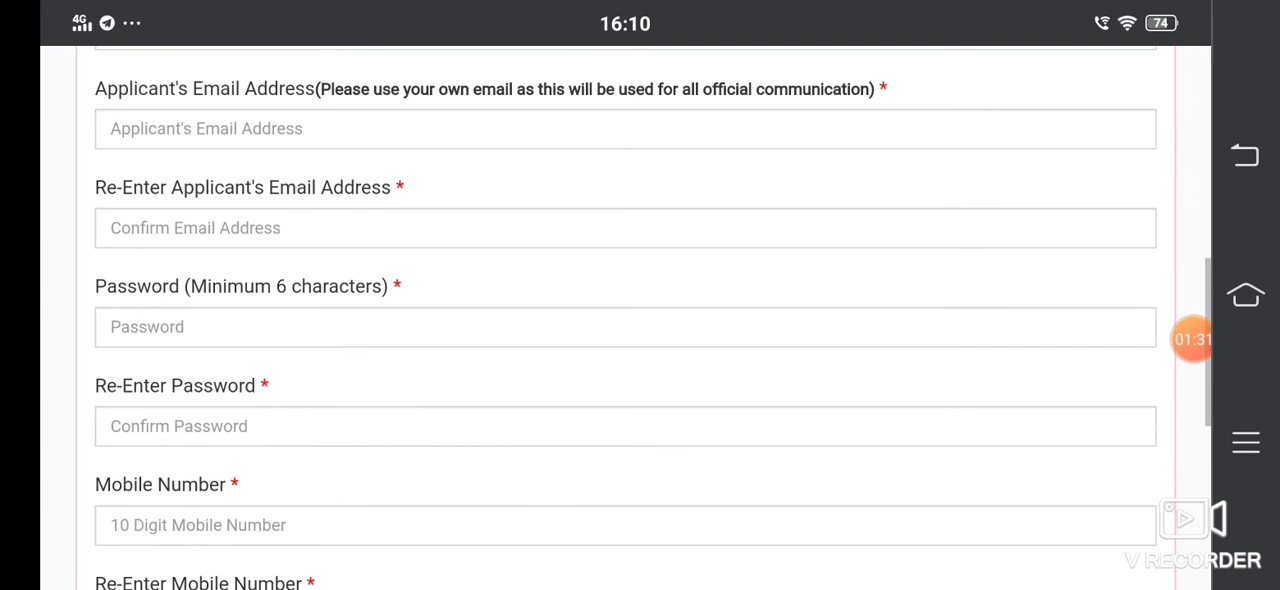 4G
16:10
74
Applicant's Email Address(Please use your own email as this will be used for all official communication) *
Applicant's Email Address
Re-Enter Applicant's Email Address *
Confirm Email Address
Password (Minimum 6 characters) *
Password
01:31
Re-Enter Password *
Confirm Password
Mobile Number *
10 Digit Mobile Number
V RECORDER
Re-Enter Mobile Number *